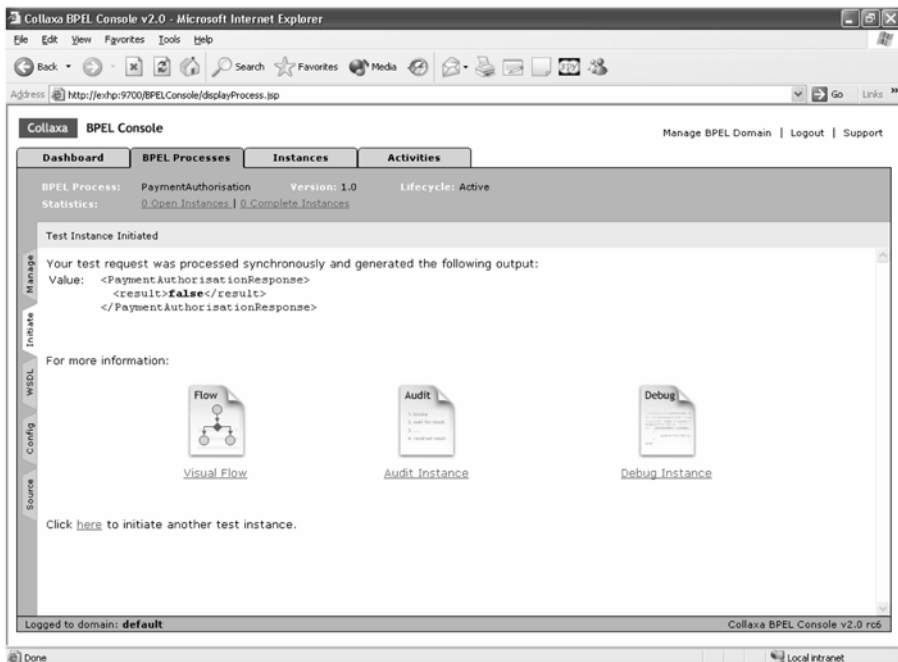 Collaxa BPEL Console v2.0 - Microsoft Internet Explorer
File Edit View Favorites Tools Help
Back Search Favorites Media
Address http://exhp:9700/BPELConsole/displayProcess.jsp Go Links »
Collaxa BPEL Console
Manage BPEL Domain | Logout | Support
Dashboard BPEL Processes Instances Activities
BPEL Process: PaymentAuthorisation Version: 1.0 Lifecycle: Active
Statistics: 0 Open Instances | 0 Complete Instances
Test Instance Initiated
Manage
Initiate
WSDL
Config
Source
Your test request was processed synchronously and generated the following output:
Value: <PaymentAuthorisationResponse>
<result>false</result>
</PaymentAuthorisationResponse>
For more information:
Flow Audit Debug
Visual Flow Audit Instance Debug Instance
Click here to initiate another test instance.
Logged to domain: default Collaxa BPEL Console v2.0 rc6
Done Local intranet